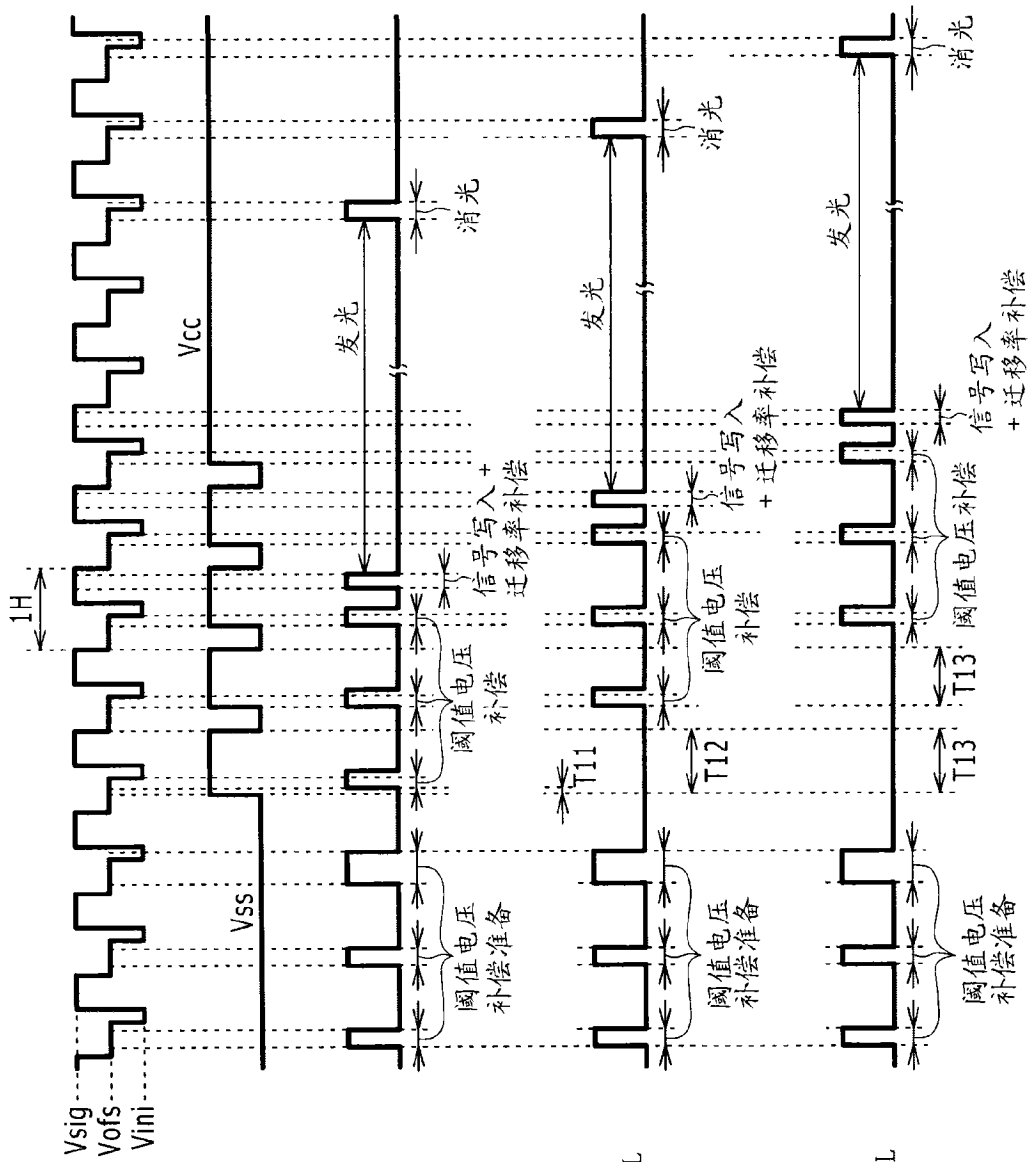 Vsig
Vofs
Vini
1H
Vss
Vcc
阈值电压
补偿准备
阈值电压
补偿
信号写入 +
迁移率补偿
发光
消光
阈值电压
补偿准备
T11
T12
阈值电压
补偿
信号写入
+ 迁移率补偿
发光
消光
阈值电压
补偿准备
T13
T13
阈值电压补偿
信号写入
+ 迁移率补偿
发光
消光
L
L